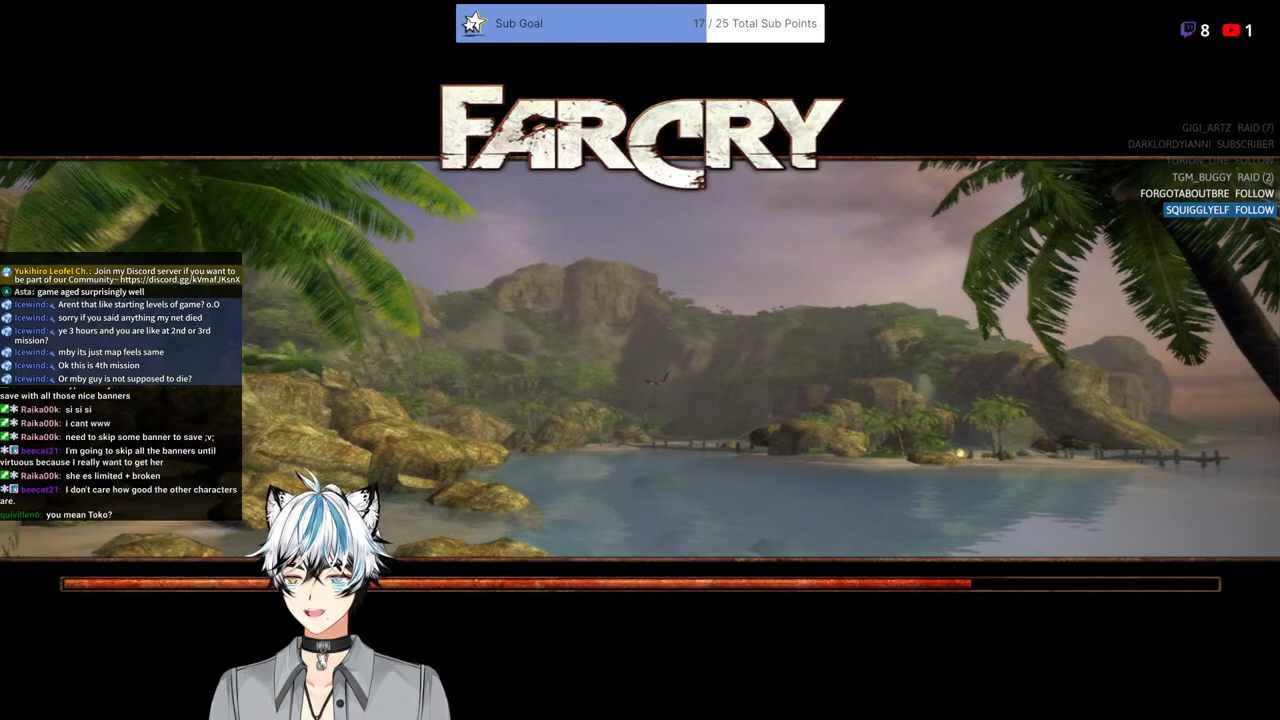 Sub Goal
17 / 25 Total Sub Points
8
1
FARCRY
GIGI_ARTZ RAID (7)
DARKLORDYIANNI SUBSCRIBER
YORION_LINE FOLLOW
TGM_BUGGY RAID (2)
FORGOTABOUTBRE FOLLOW
SQUIGGLYELF FOLLOW
Yukihiro Leofel Ch.: Join my Discord server if you want to
be part of our Community~ https://discord.gg/kVmafJKsnX
A Asta: game aged surprisingly well
Icewind: Arent that like starting levels of game? o.O
Icewind: sorry if you said anything my net died
Icewind: ye 3 hours and you are like at 2nd or 3rd
mission?
Icewind: mby its just map feels same
Icewind: Ok this is 4th mission
Icewind: Or mby guy is not supposed to die?
save with all those nice banners
Raika00k: si si si
Raika00k: i cant www
Raika00k: need to skip some banner to save ;v;
beecat21: I'm going to skip all the banners until
virtuous because I really want to get her
Raika00k: she es limited + broken
beecat21: I don't care how good the other characters
are.
quivillen6: you mean Toko?